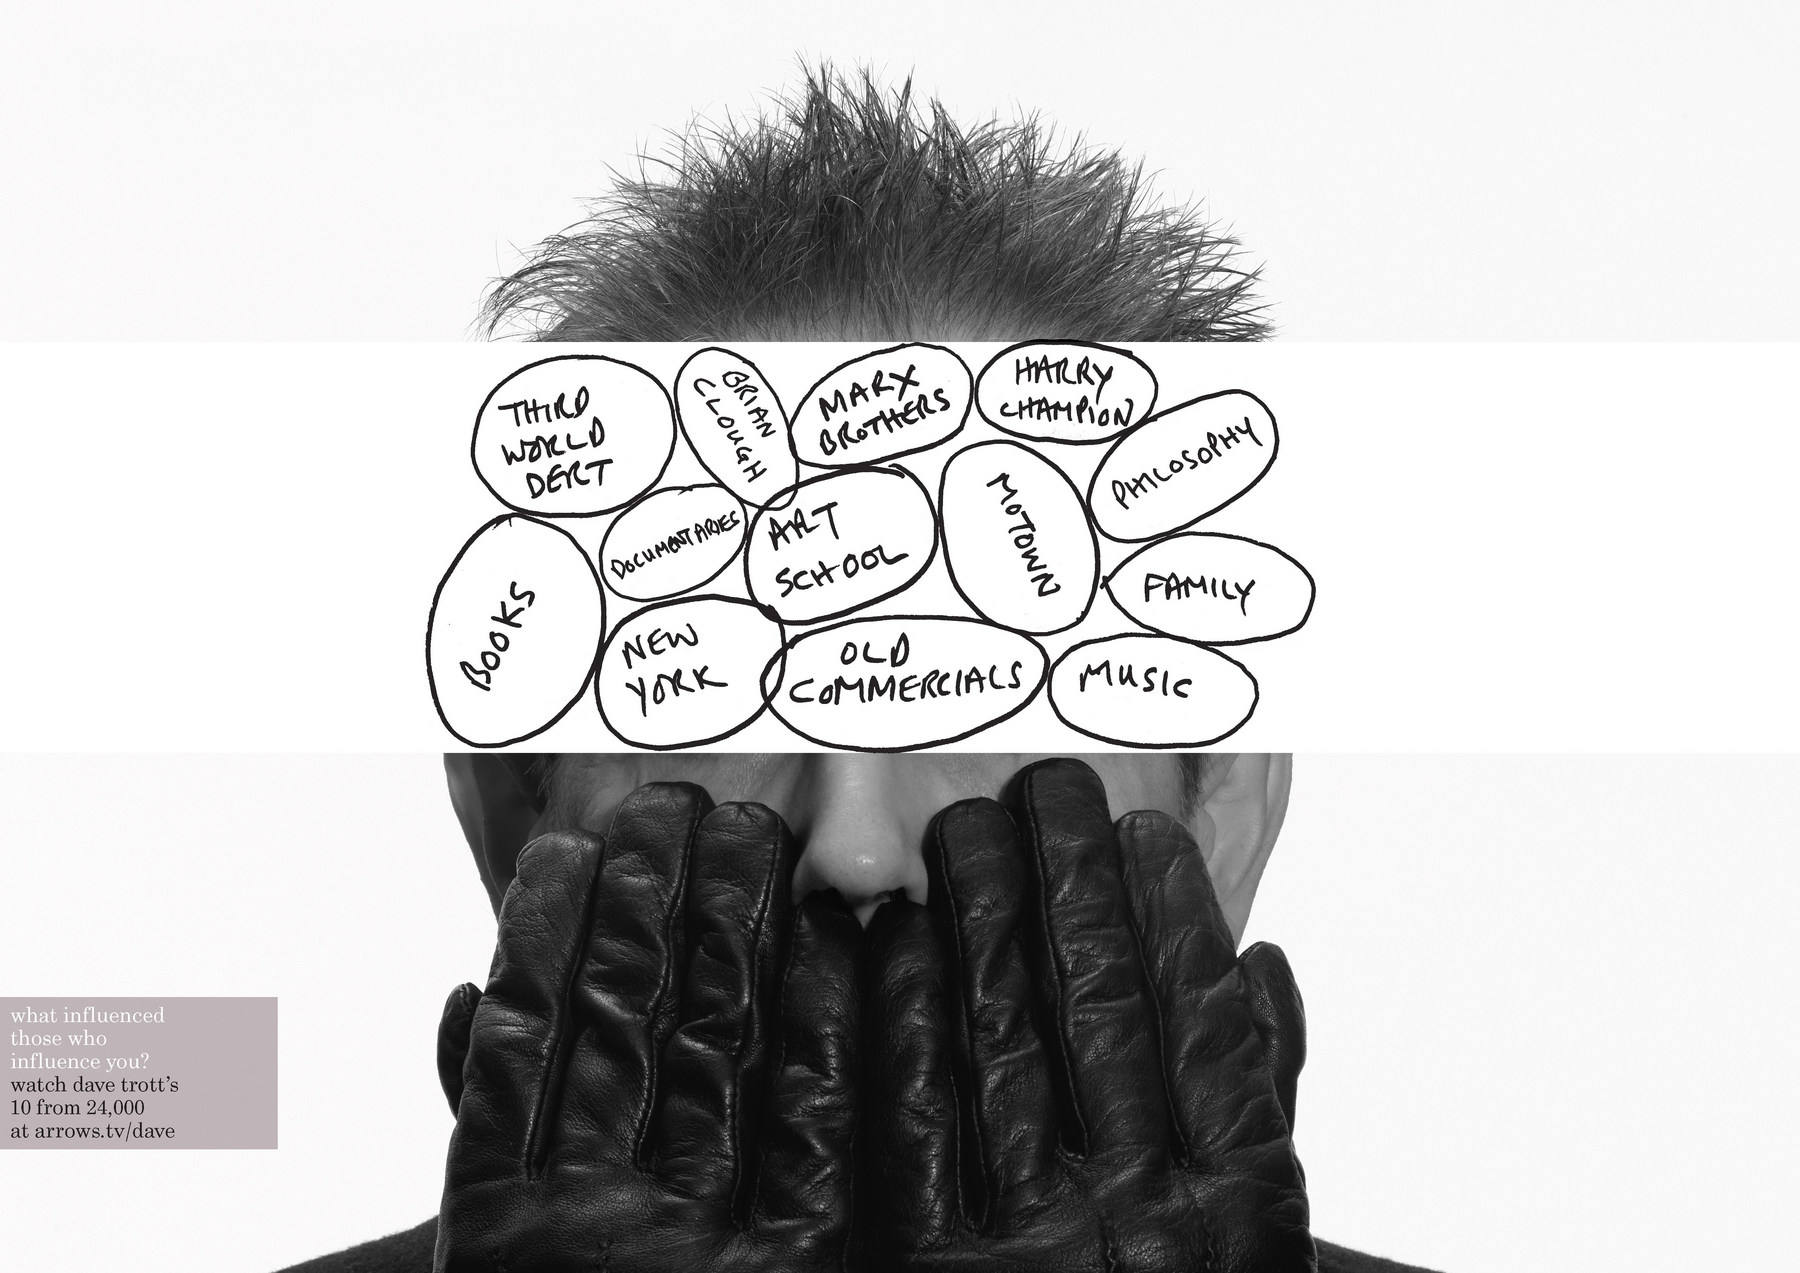 THIRD
WORLD
DEPT
BRIAN
CLOUGH
MARX
BROTHERS
HARRY
CHAMPION
PHILOSOPHY
DOCUMENTARIES
ART
SCHOOL
MOTOWN
FAMILY
BOOKS
NEW
YORK
OLD
COMMERCIALS
MUSIC
what influenced
those who
influence you?
watch dave trott's
10 from 24,000
at arrows.tv/dave